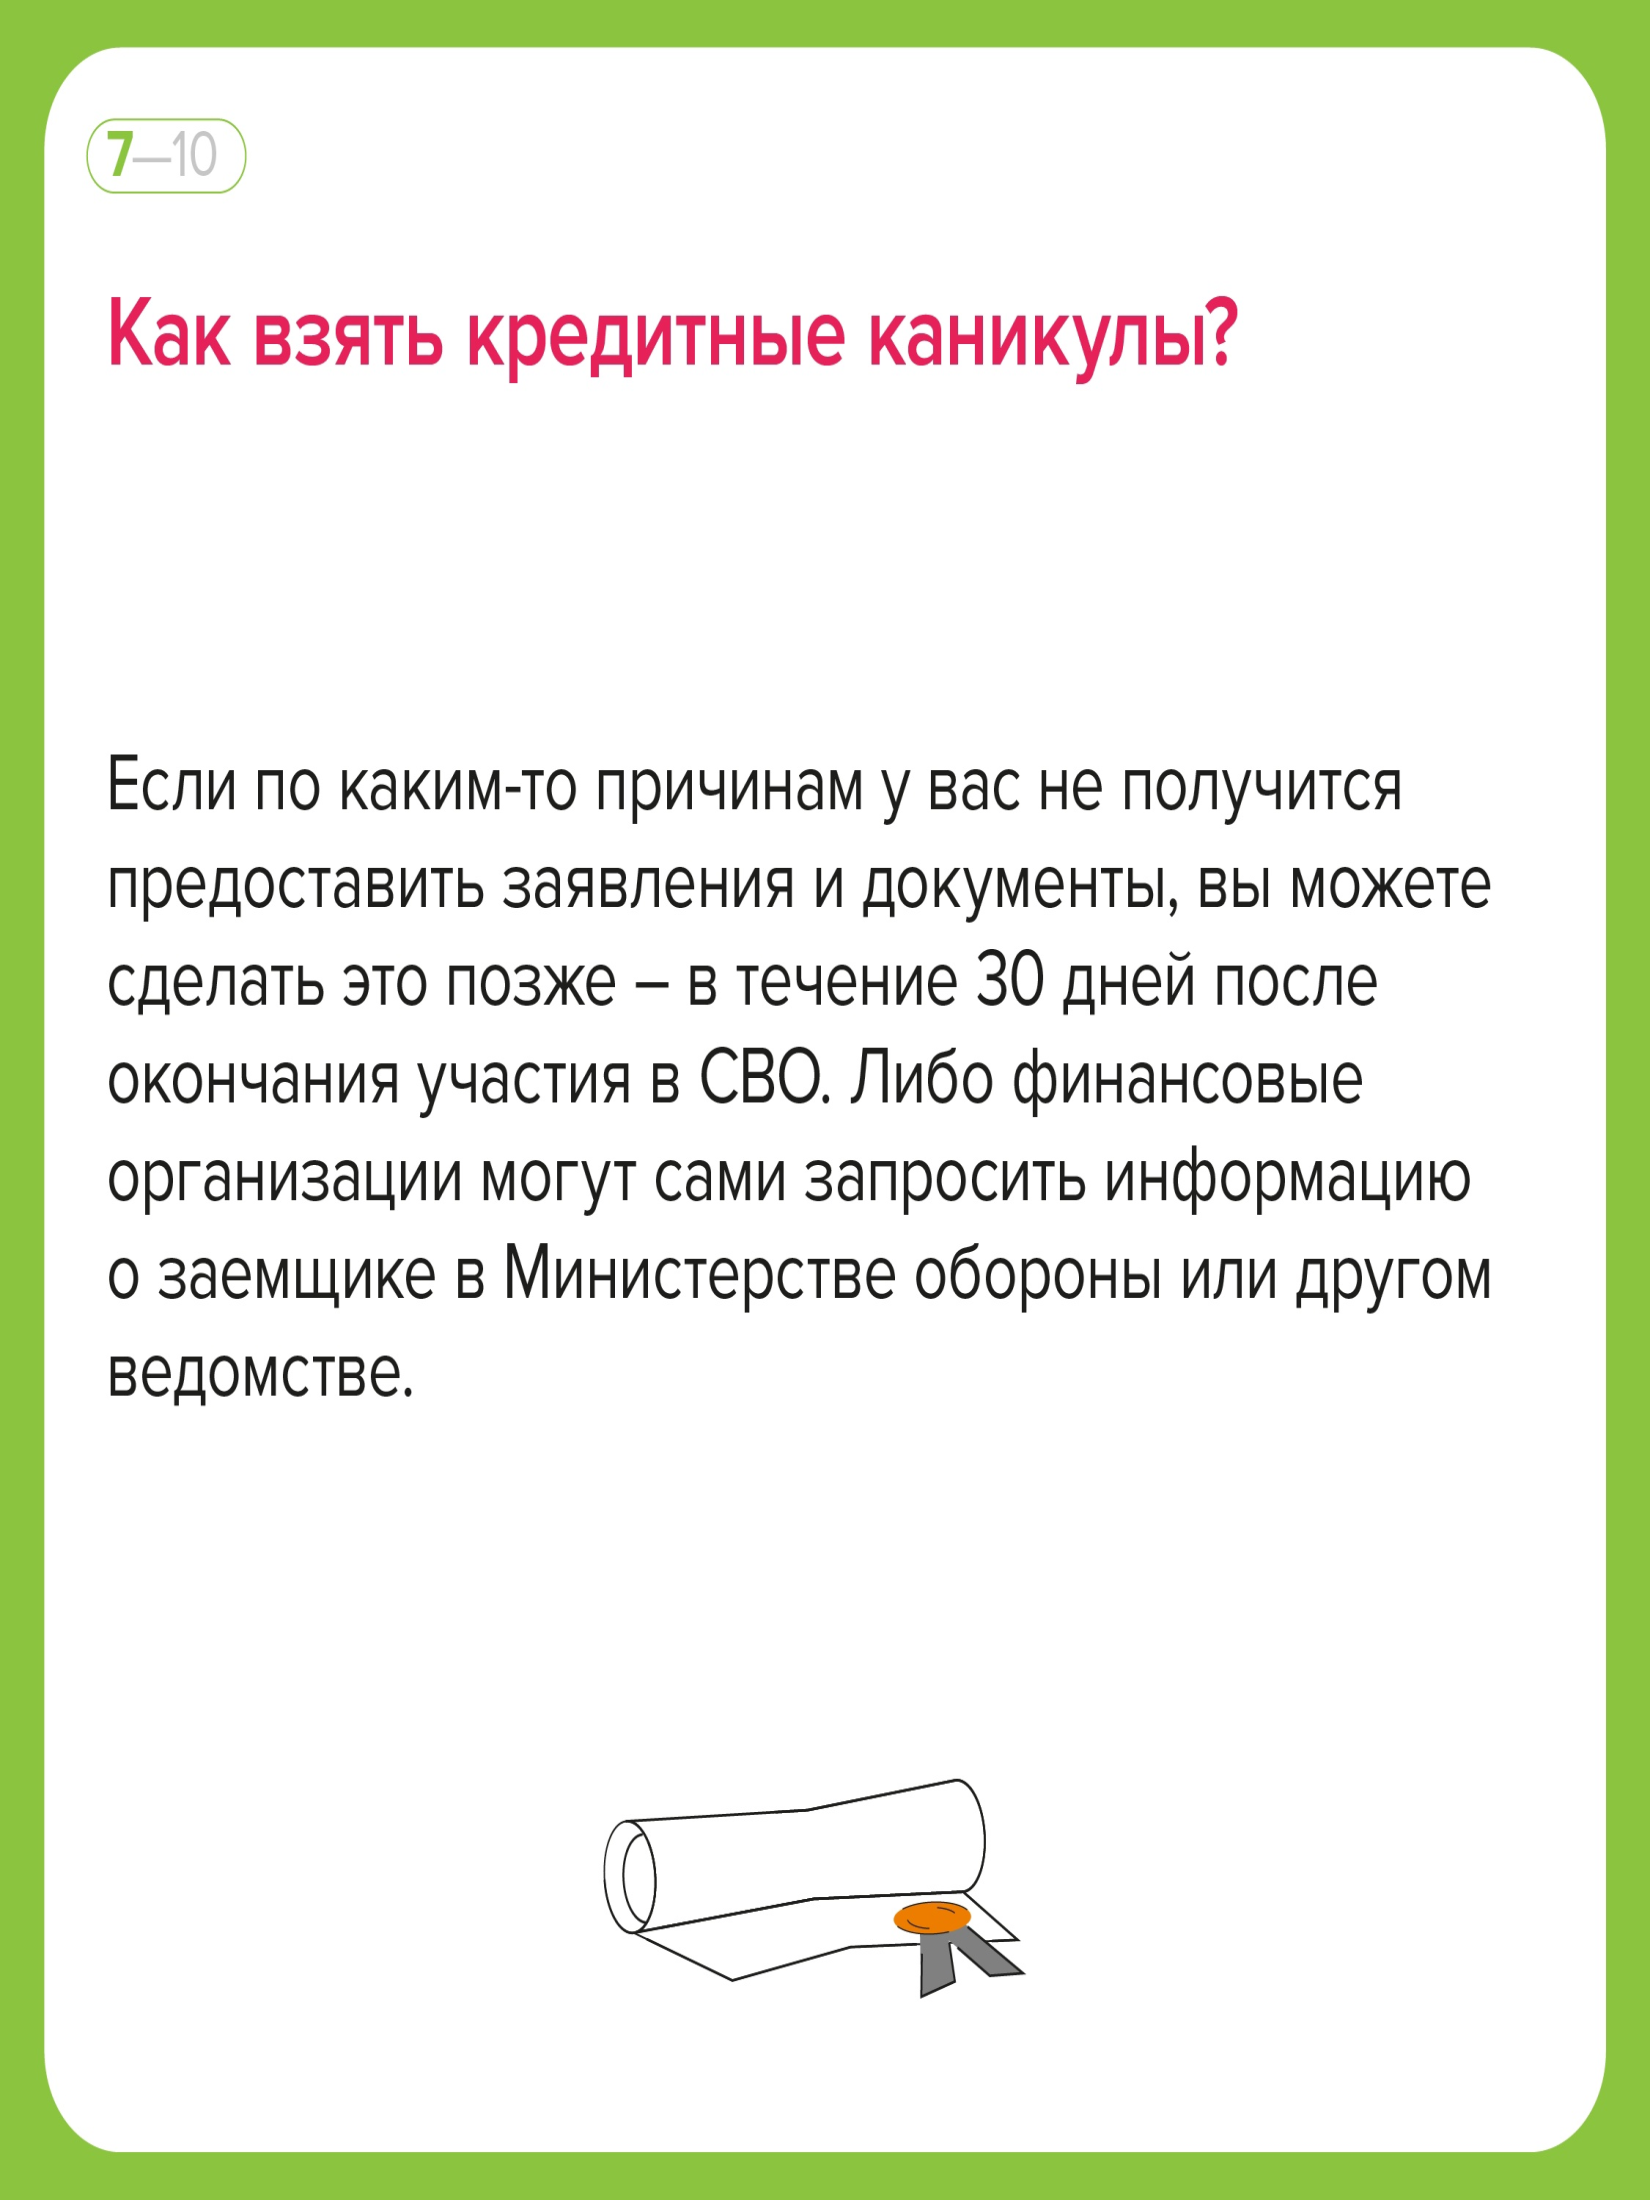 7—10
Как взять кредитные каникулы?
Если по каким-то причинам у вас не получится
предоставить заявления и документы, вы можете
сделать это позже – в течение 30 дней после
окончания участия в СВО. Либо финансовые
организации могут сами запросить информацию
о заемщике в Министерстве обороны или другом
ведомстве.